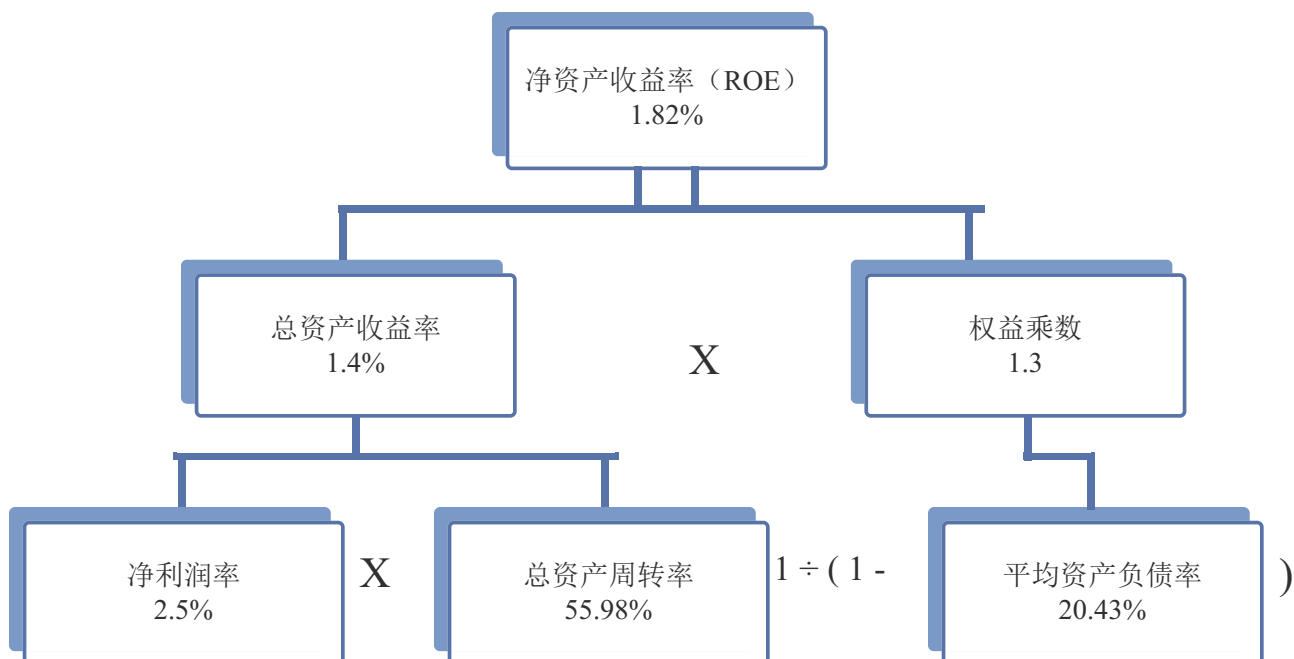 净资产收益率（ROE）
1.82%
总资产收益率
1.4%
X
权益乘数
1.3
净利润率
2.5%
X
总资产周转率
55.98%
1 ÷ ( 1 -
平均资产负债率
20.43%
)